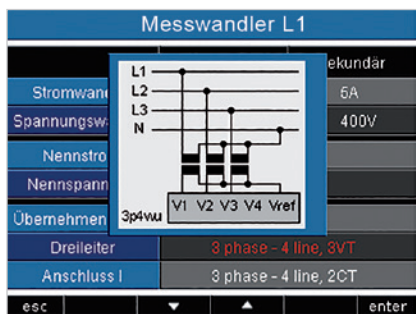 Messwandler L1
ekundär
Stromwan
5A
Spannungsw
400V
Nennstro
Nennspann
Übernehmen
L1
L2
L3
N
V1 V2 V3 V4 Vref
3p4wu
Dreileiter
3 phase - 4 line, 3VT
Anschluss I
3 phase - 4 line, 2CT
esc
enter